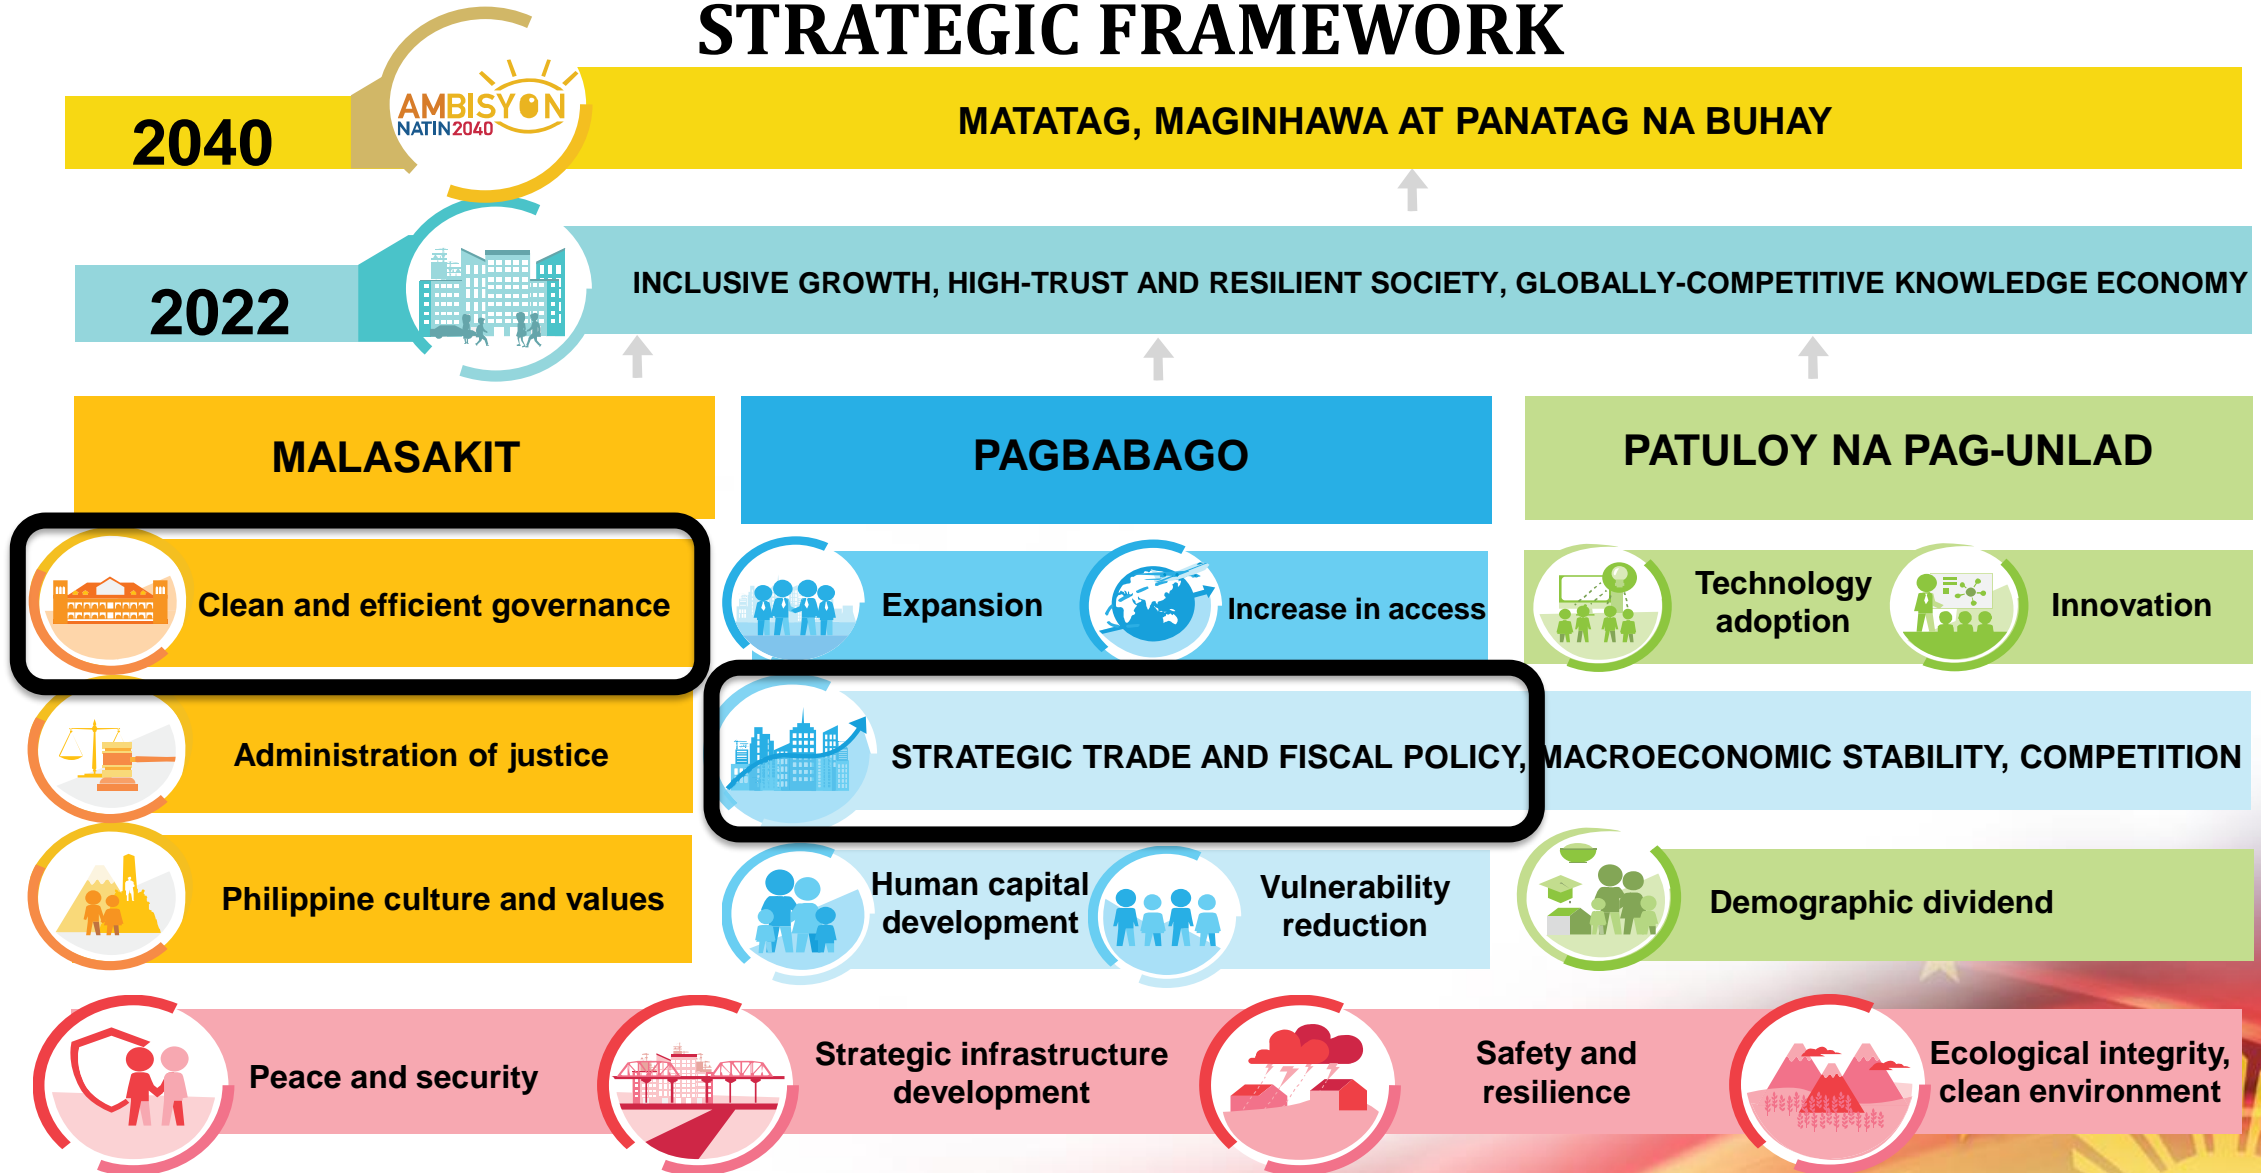 STRATEGIC FRAMEWORK
2040
AMBISYON
NATIN2040
MATATAG, MAGINHAWA AT PANATAG NA BUHAY
2022
INCLUSIVE GROWTH, HIGH-TRUST AND RESILIENT SOCIETY, GLOBALLY-COMPETITIVE KNOWLEDGE ECONOMY
MALASAKIT
PAGBABAGO
PATULOY NA PAG-UNLAD
Clean and efficient governance
Expansion
Increase in access
Technology
adoption
Innovation
Administration of justice
STRATEGIC TRADE AND FISCAL POLICY, MACROECONOMIC STABILITY, COMPETITION
Philippine culture and values
Human capital
development
Vulnerability
reduction
Demographic dividend
Peace and security
Strategic infrastructure
development
Safety and
resilience
Ecological integrity,
clean environment